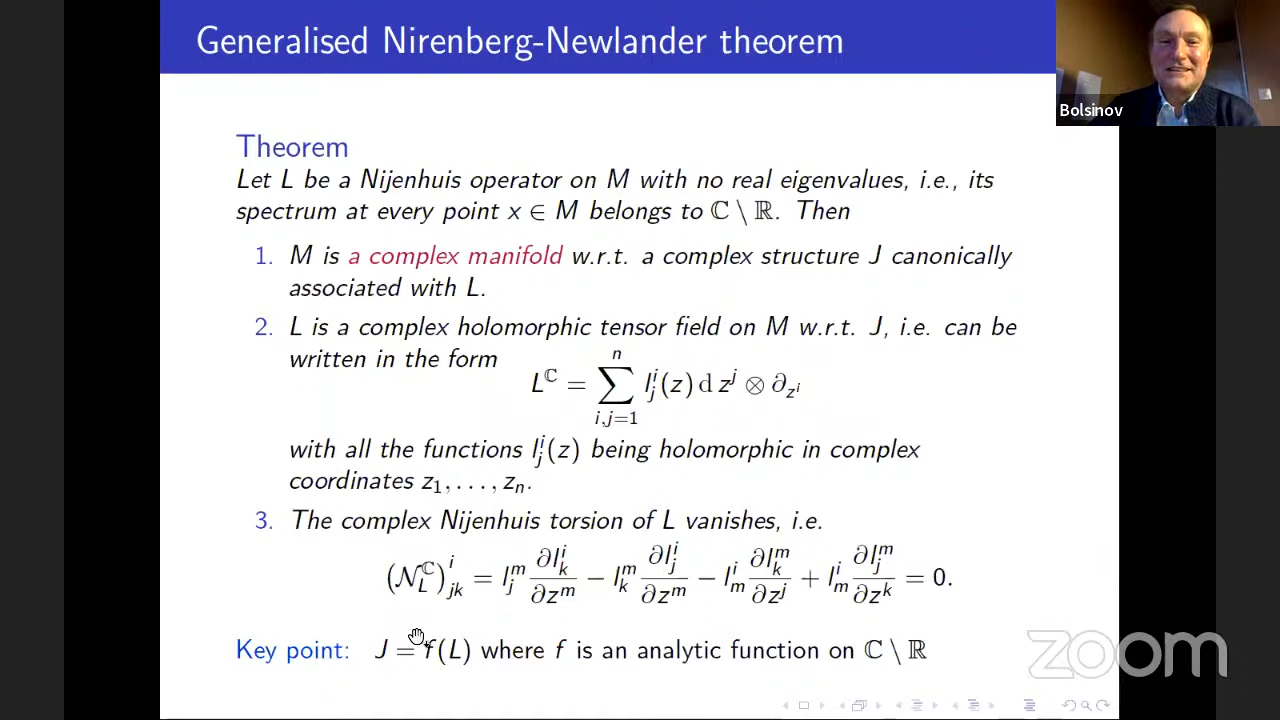 Generalised Nirenberg-Newlander theorem
Bolsinov
Theorem
Let L be a Nijenhuis operator on M with no real eigenvalues, i.e., its
spectrum at every point x ∈ M belongs to ℂ \ ℝ. Then
1. M is a complex manifold w.r.t. a complex structure J canonically
associated with L.
2. L is a complex holomorphic tensor field on M w.r.t. J, i.e. can be
written in the form
L^ℂ = ∑_{i,j=1}^{n} l^i_j(z) d z^j ⊗ ∂_{z^i}
with all the functions l^i_j(z) being holomorphic in complex
coordinates z_1, . . . , z_n.
3. The complex Nijenhuis torsion of L vanishes, i.e.
(𝒩_L^ℂ)^i_{jk} = l^m_j ∂l^i_k/∂z^m − l^m_k ∂l^i_j/∂z^m − l^i_m ∂l^m_k/∂z^j + l^i_m ∂l^m_j/∂z^k = 0.
Key point: J = f(L) where f is an analytic function on ℂ \ ℝ
zoom